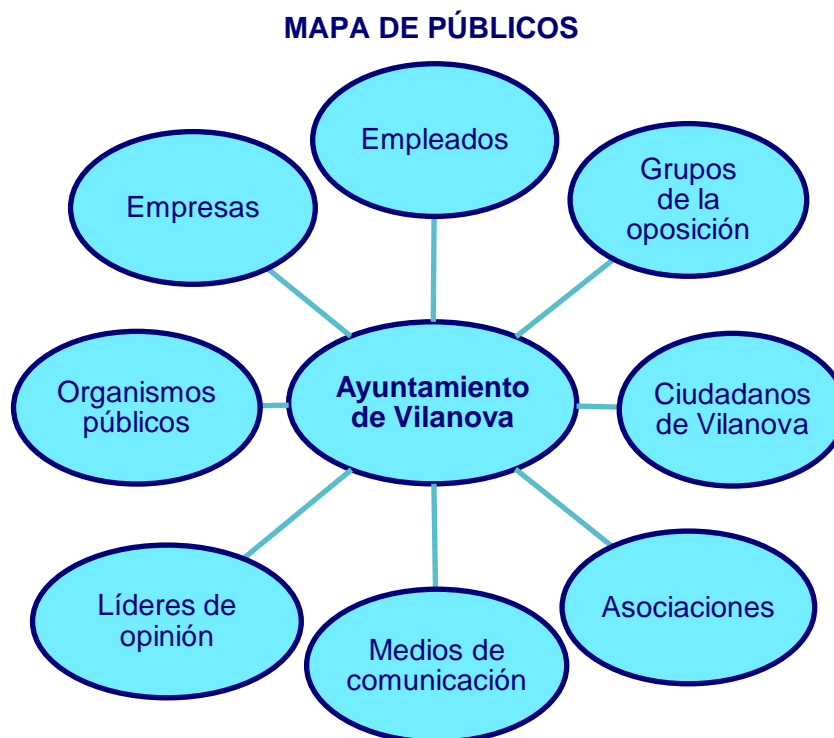 MAPA DE PÚBLICOS
Empleados
Empresas
Grupos
de la
oposición
Organismos
públicos
Ayuntamiento
de Vilanova
Ciudadanos
de Vilanova
Líderes de
opinión
Medios de
comunicación
Asociaciones